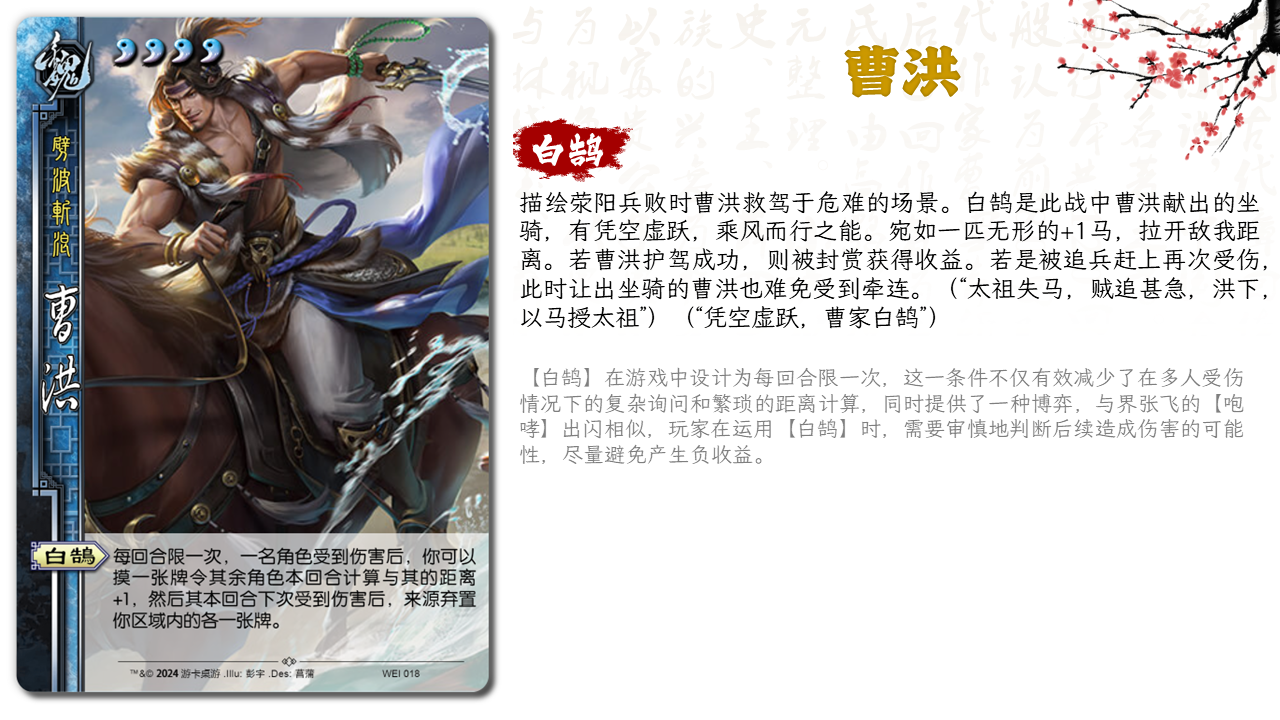 魏
劈波斬浪
曹洪
白鹄
每回合限一次，一名角色受到伤害后，你可以
摸一张牌令其余角色本回合计算与其的距离
+1，然后其本回合下次受到伤害后，来源弃置
你区域内的各一张牌。
™&© 2024 游卡桌游 .Illu: 彭宇 .Des: 菖蒲
WEI 018
曹洪
白鹄
描绘荥阳兵败时曹洪救驾于危难的场景。白鹄是此战中曹洪献出的坐
骑，有凭空虚跃，乘风而行之能。宛如一匹无形的+1马，拉开敌我距
离。若曹洪护驾成功，则被封赏获得收益。若是被追兵赶上再次受伤，
此时让出坐骑的曹洪也难免受到牵连。（“太祖失马，贼追甚急，洪下，
以马授太祖”）（“凭空虚跃，曹家白鹄”）
【白鹄】在游戏中设计为每回合限一次，这一条件不仅有效减少了在多人受伤
情况下的复杂询问和繁琐的距离计算，同时提供了一种博弈，与界张飞的【咆
哮】出闪相似，玩家在运用【白鹄】时，需要审慎地判断后续造成伤害的可能
性，尽量避免产生负收益。